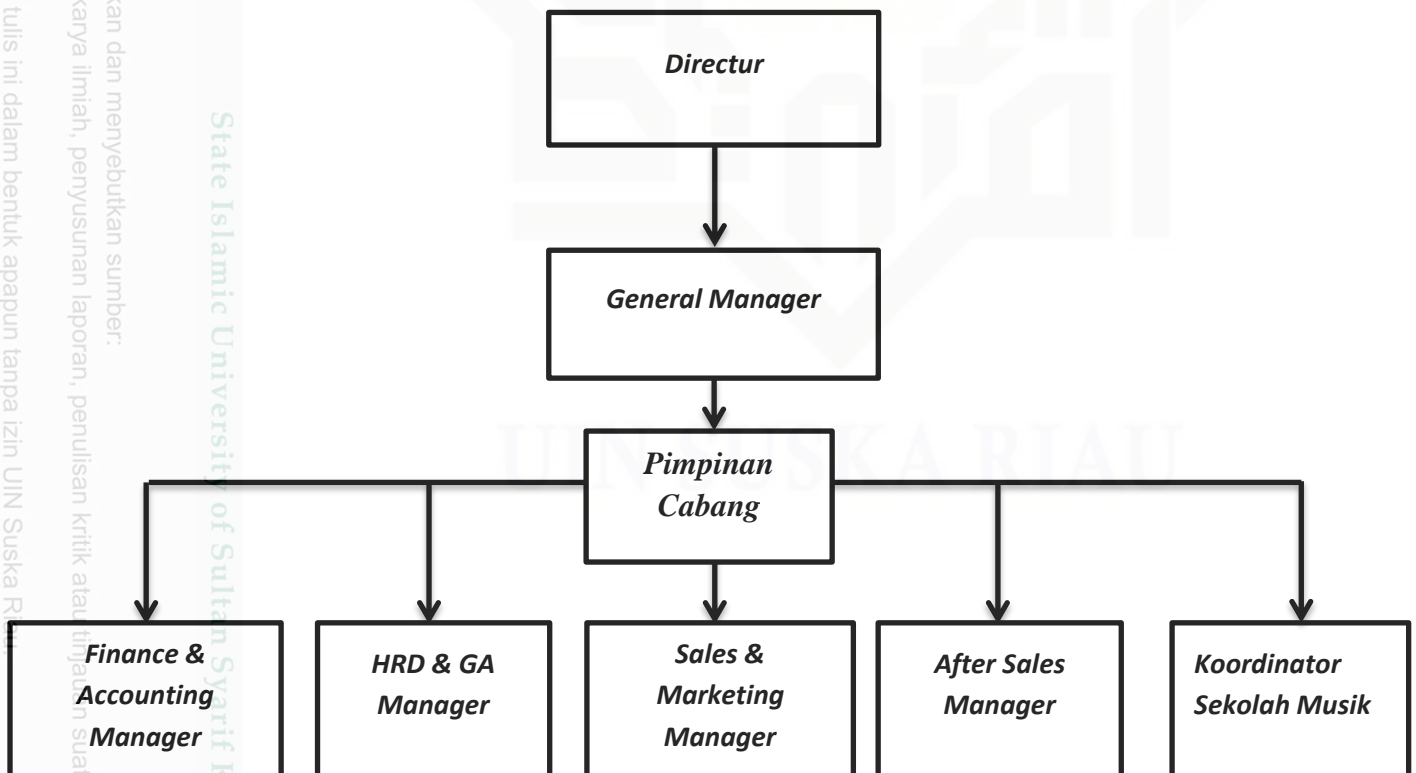 Directur
General Manager
Pimpinan
Cabang
Finance &
Accounting
Manager
HRD & GA
Manager
Sales &
Marketing
Manager
After Sales
Manager
Koordinator
Sekolah Musik
UIN SUSKA RIAU
State Islamic University of Sultan Syarif
kan dan menyebutkan sumber:
karya ilmiah, penyusunan laporan, penulisan kritik atau tinjauan suat
tulis ini dalam bentuk apapun tanpa izin UIN Suska Riau.